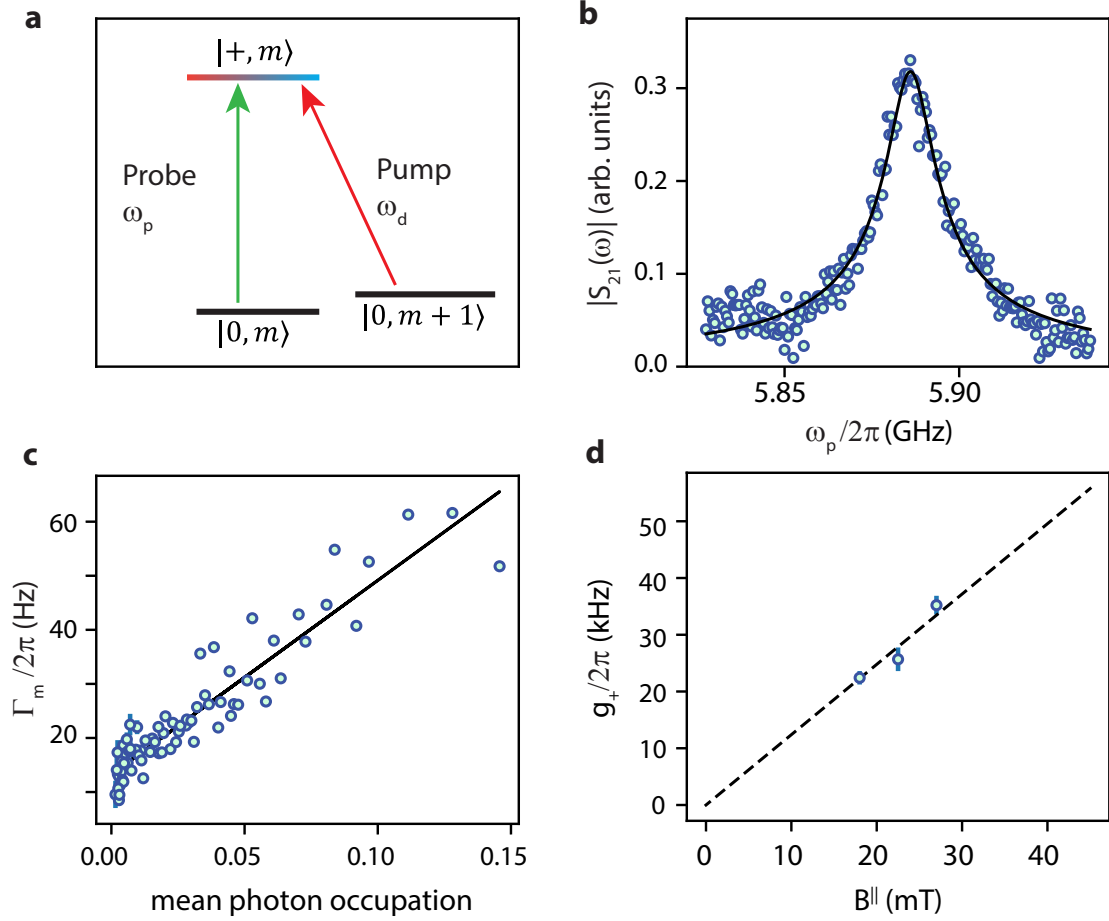 a
|+,m⟩
Probe
ω_p
Pump
ω_d
|0,m⟩
|0,m + 1⟩
b
|S_21(ω)| (arb. units)
0.3
0.2
0.1
0.0
5.85
5.90
ω_p/2π (GHz)
c
Γ_m/2π (Hz)
60
40
20
0.00
0.05
0.10
0.15
mean photon occupation
d
g_+/2π (kHz)
50
40
30
20
10
0
0
10
20
30
40
B^|| (mT)